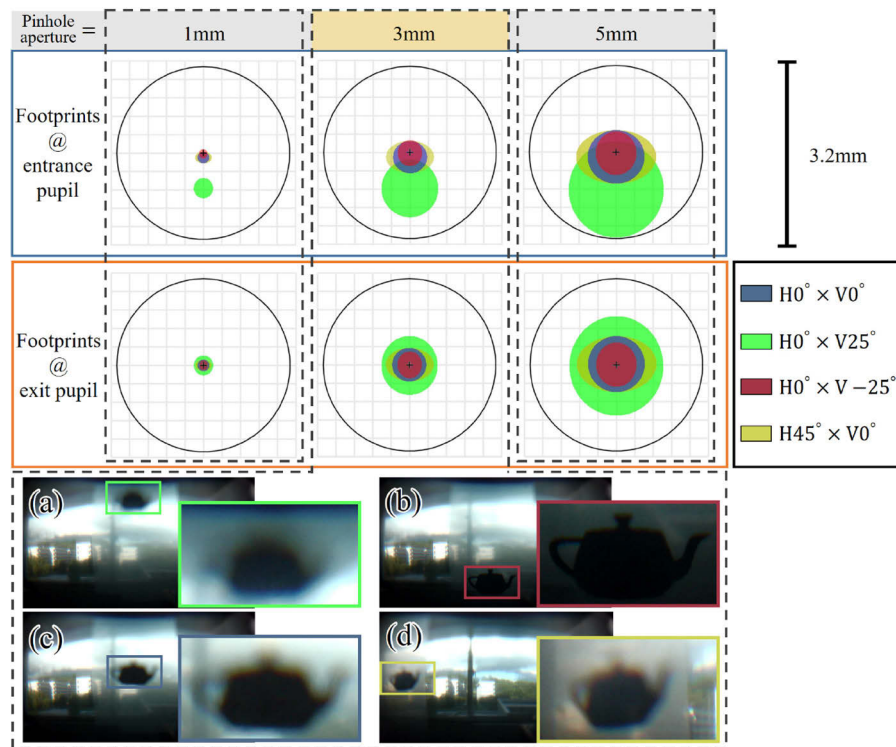 Pinhole
aperture =
1mm
3mm
5mm
Footprints
@
entrance
pupil
3.2mm
Footprints
@
exit pupil
H0° × V0°
H0° × V25°
H0° × V−25°
H45° × V0°
(a)
(b)
(c)
(d)